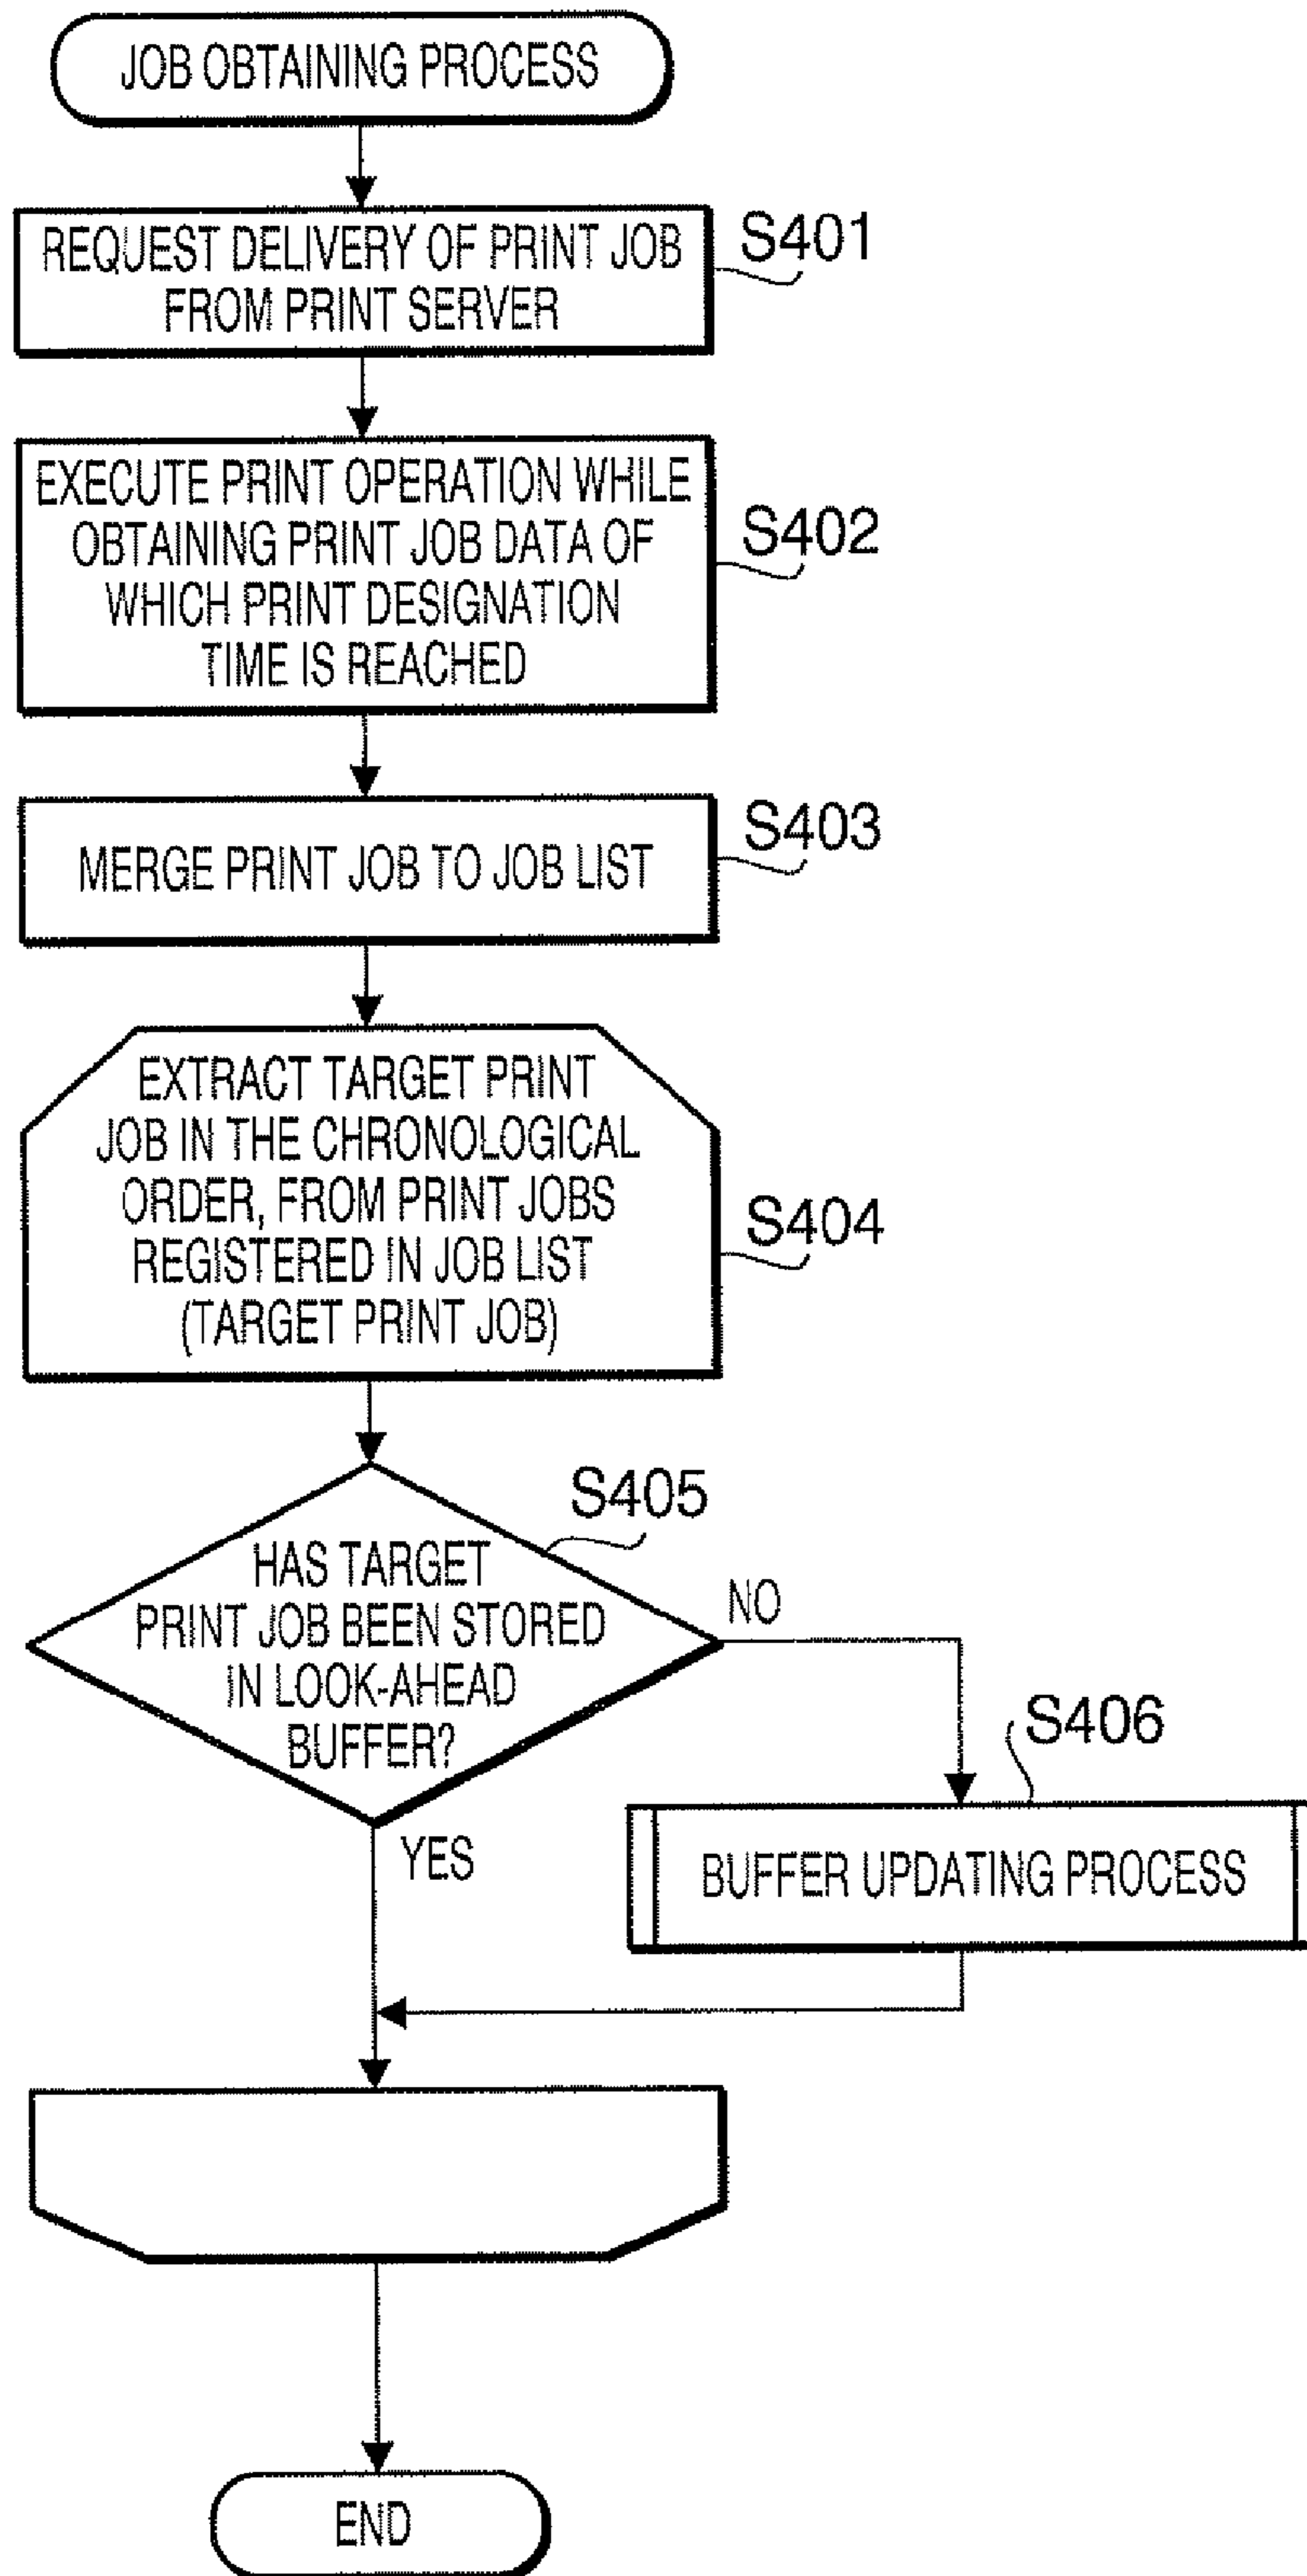 JOB OBTAINING PROCESS
REQUEST DELIVERY OF PRINT JOB
FROM PRINT SERVER
S401
EXECUTE PRINT OPERATION WHILE
OBTAINING PRINT JOB DATA OF
WHICH PRINT DESIGNATION
TIME IS REACHED
S402
MERGE PRINT JOB TO JOB LIST
S403
EXTRACT TARGET PRINT
JOB IN THE CHRONOLOGICAL
ORDER, FROM PRINT JOBS
REGISTERED IN JOB LIST
(TARGET PRINT JOB)
S404
S405
HAS TARGET
PRINT JOB BEEN STORED
IN LOOK-AHEAD
BUFFER?
NO
YES
S406
BUFFER UPDATING PROCESS
END